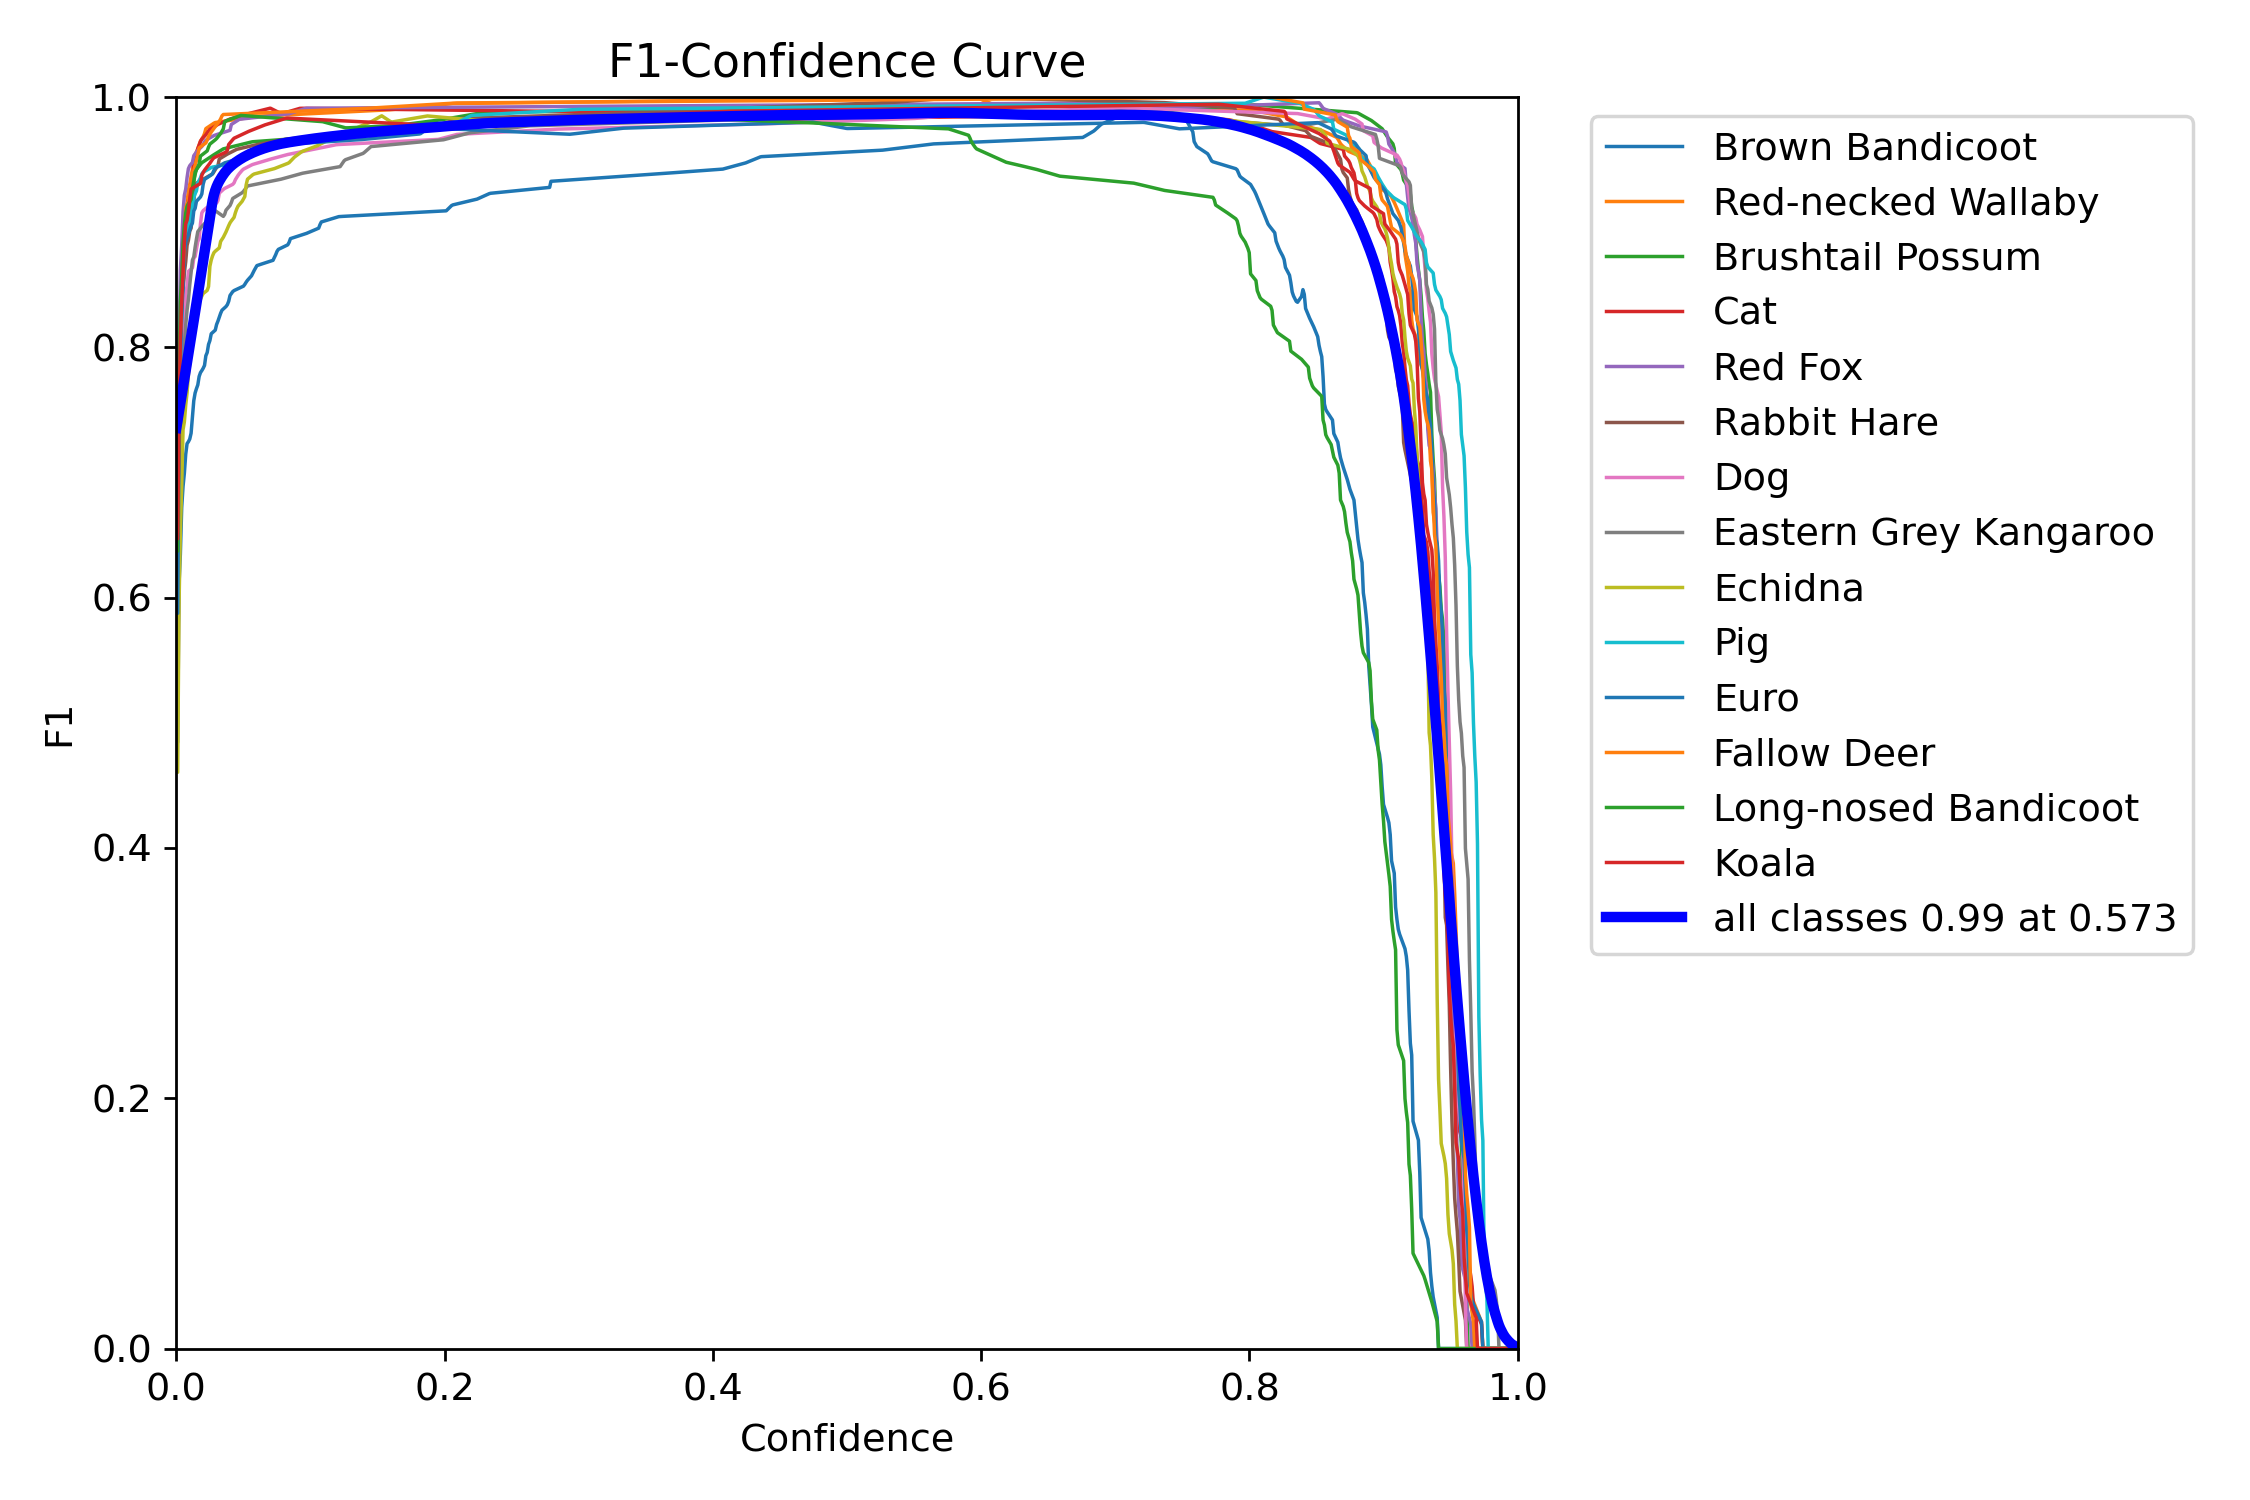 F1-Confidence Curve
1.0
0.8
0.6
0.4
0.2
0.0
F1
0.0 0.2 0.4 0.6 0.8 1.0
Confidence
Brown Bandicoot
Red-necked Wallaby
Brushtail Possum
Cat
Red Fox
Rabbit Hare
Dog
Eastern Grey Kangaroo
Echidna
Pig
Euro
Fallow Deer
Long-nosed Bandicoot
Koala
all classes 0.99 at 0.573